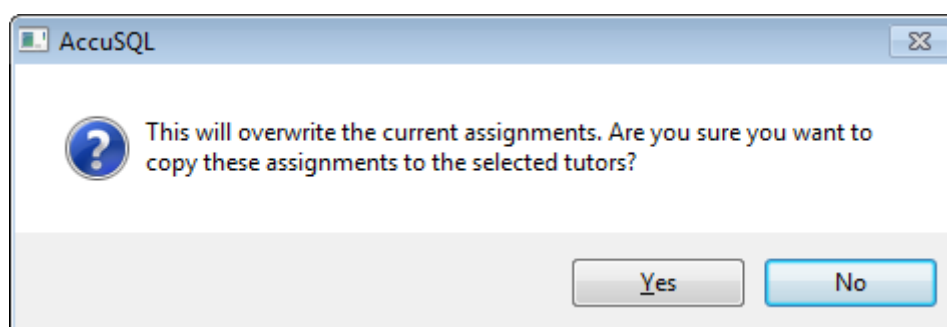 AccuSQL
This will overwrite the current assignments. Are you sure you want to
copy these assignments to the selected tutors?
Yes
No